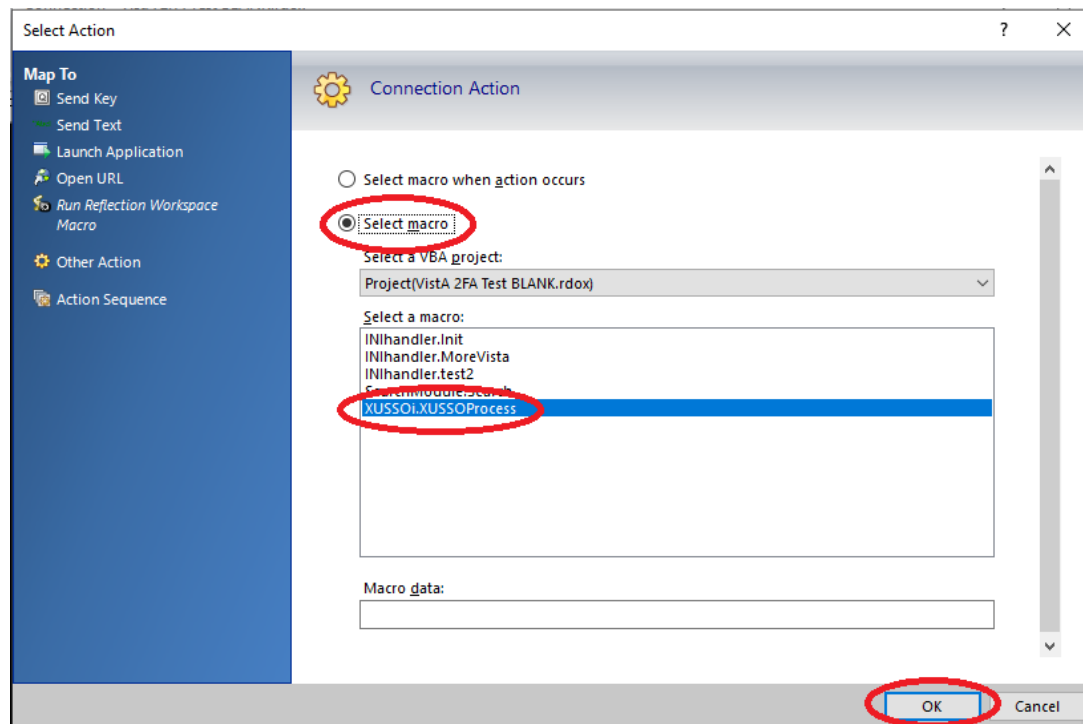 Select Action
?
Map To
Send Key
Send Text
Launch Application
Open URL
Run Reflection Workspace
Macro
Other Action
Action Sequence
Connection Action
Select macro when action occurs
Select macro
Select a VBA project:
Project(VistA 2FA Test BLANK.rdox)
Select a macro:
INIhandler.Init
INIhandler.MoreVista
INIhandler.test2
SearchModule.Search
XUSSOi.XUSSOProcess
Macro data:
OK
Cancel